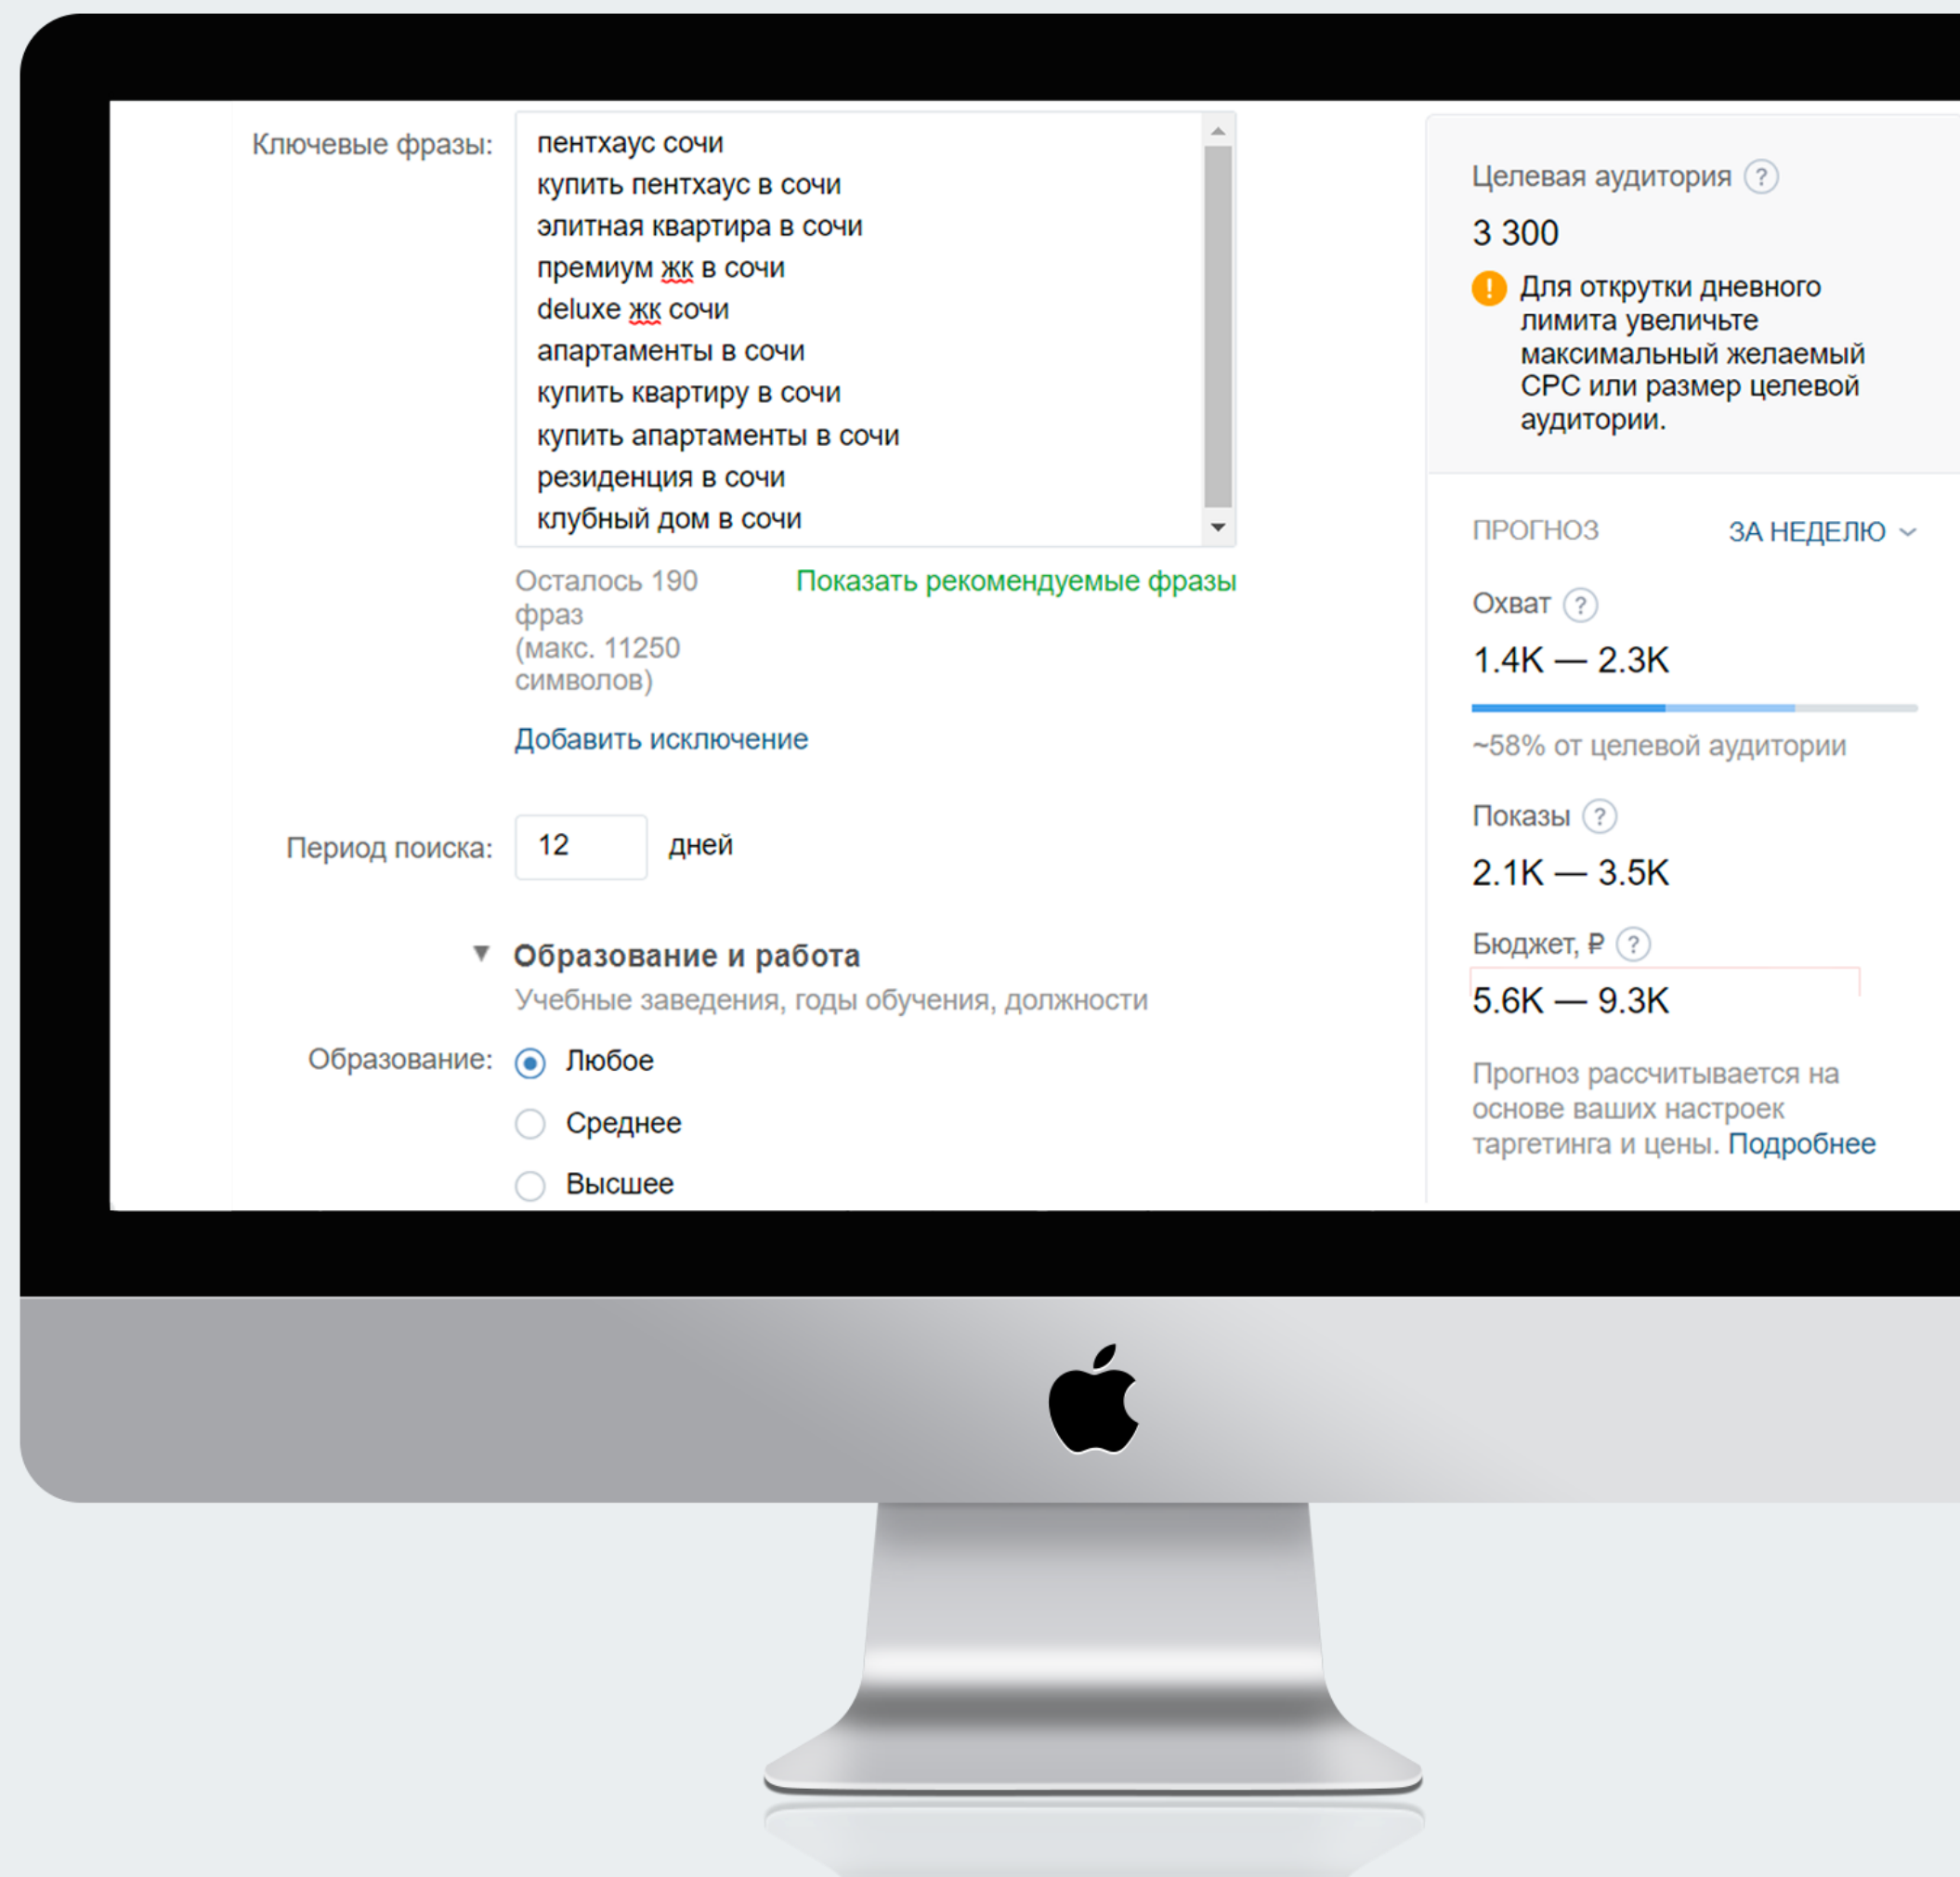 Ключевые фразы:
пентхаус сочи
купить пентхаус в сочи
элитная квартира в сочи
премиум жк в сочи
deluxe жк сочи
апартаменты в сочи
купить квартиру в сочи
купить апартаменты в сочи
резиденция в сочи
клубный дом в сочи
Осталось 190
фраз
(макс. 11250
символов)
Показать рекомендуемые фразы
Добавить исключение
Период поиска:
12 дней
Образование и работа
Учебные заведения, годы обучения, должности
Образование:
Любое
Среднее
Высшее
Целевая аудитория ?
3 300
! Для открутки дневного
лимита увеличьте
максимальный желаемый
CPC или размер целевой
аудитории.
ПРОГНОЗ ЗА НЕДЕЛЮ
Охват ?
1.4K — 2.3K
~58% от целевой аудитории
Показы ?
2.1K — 3.5K
Бюджет, ₽ ?
5.6K — 9.3K
Прогноз рассчитывается на
основе ваших настроек
таргетинга и цены. Подробнее